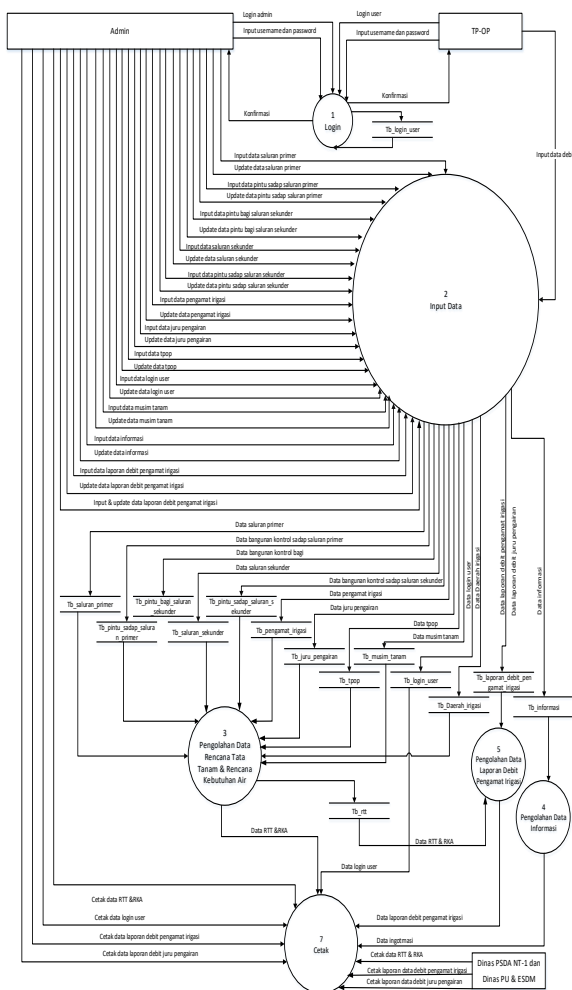 Admin
Login admin
Input username dan password
Login user
Input username dan password
TP-OP
Konfirmasi
1
Login
Konfirmasi
Tb_login_user
Input data deb
Input data saluran primer
Update data saluran primer
Input data pintu sadap saluran primer
Update data pintu sadap saluran primer
Input data pintu bagi saluran sekunder
Update data pintu bagi saluran sekunder
Input data saluran sekunder
Update data saluran sekunder
Input data pintu sadap saluran sekunder
Update data pintu sadap saluran sekunder
Input data pengamat irigasi
Update data pengamat irigasi
Input data juru pengairan
Update data juru pengairan
Input data tpop
Update data tpop
Input data login user
Update data login user
Input data musim tanam
Update data musim tanam
Input data informasi
Update data informasi
Input data laporan debit pengamat irigasi
Update data laporan debit pengamat irigasi
Input & update data laporan debit pengamat irigasi
2
Input Data
Data saluran primer
Data bangunan kontrol sadap saluran primer
Data bangunan kontrol bagi
Data saluran sekunder
Data bangunan kontrol sadap saluran sekunder
Data pengamat irigasi
Data juru pengairan
Data tpop
Data musim tanam
Data login user
Data Daerah irigasi
Data laporan debit pengamat irigasi
Data laporan debit juru pengairan
Data informasi
Tb_saluran_primer
Tb_pintu_sadap_salura
n_primer
Tb_pintu_bagi_saluran
sekunder
Tb_saluran_sekunder
Tb_pintu_sadap_saluran_s
ekunder
Tb_pengamat_irigasi
Tb_juru_pengairan
Tb_tpop
Tb_musim_tanam
Tb_login_user
Tb_Daerah_irigasi
Tb_laporan_debit_pen
gamat_irigasi
Tb_informasi
3
Pengolahan Data
Rencana Tata
Tanam & Rencana
Kebutuhan Air
5
Pengolahan Data
Laporan Debit
Pengamat Irigasi
4
Pengolahan Data
Informasi
Tb_rtt
Data RTT &RKA
Data RTT & RKA
Data login user
Cetak data RTT &RKA
Cetak data login user
Cetak data laporan debit pengamat irigasi
Cetak data laporan debit juru pengairan
7
Cetak
Data laporan debit pengamat irigasi
Data ingotmasi
Cetak data RTT & RKA
Cetak laporan data debit pengamat irigasi
Cetak laporan data debit juru pengairan
Dinas PSDA NT-1 dan
Dinas PU & ESDM